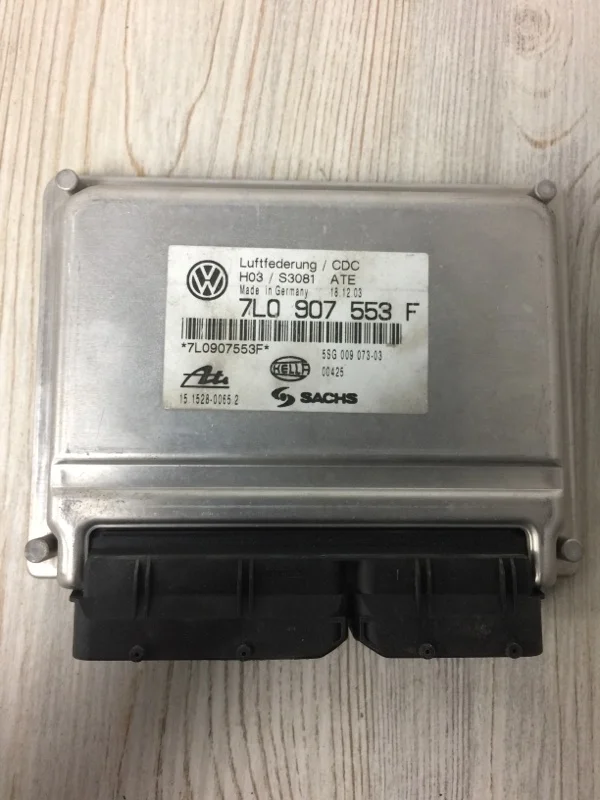 Luftfederung / CDC
H03 / S3081 ATE
Made in Germany 18.12.03
7L0 907 553 F
*7L0907553F* 5SG 009 073-03
Ate HELLA 00425
15.1528-0065.2 SACHS